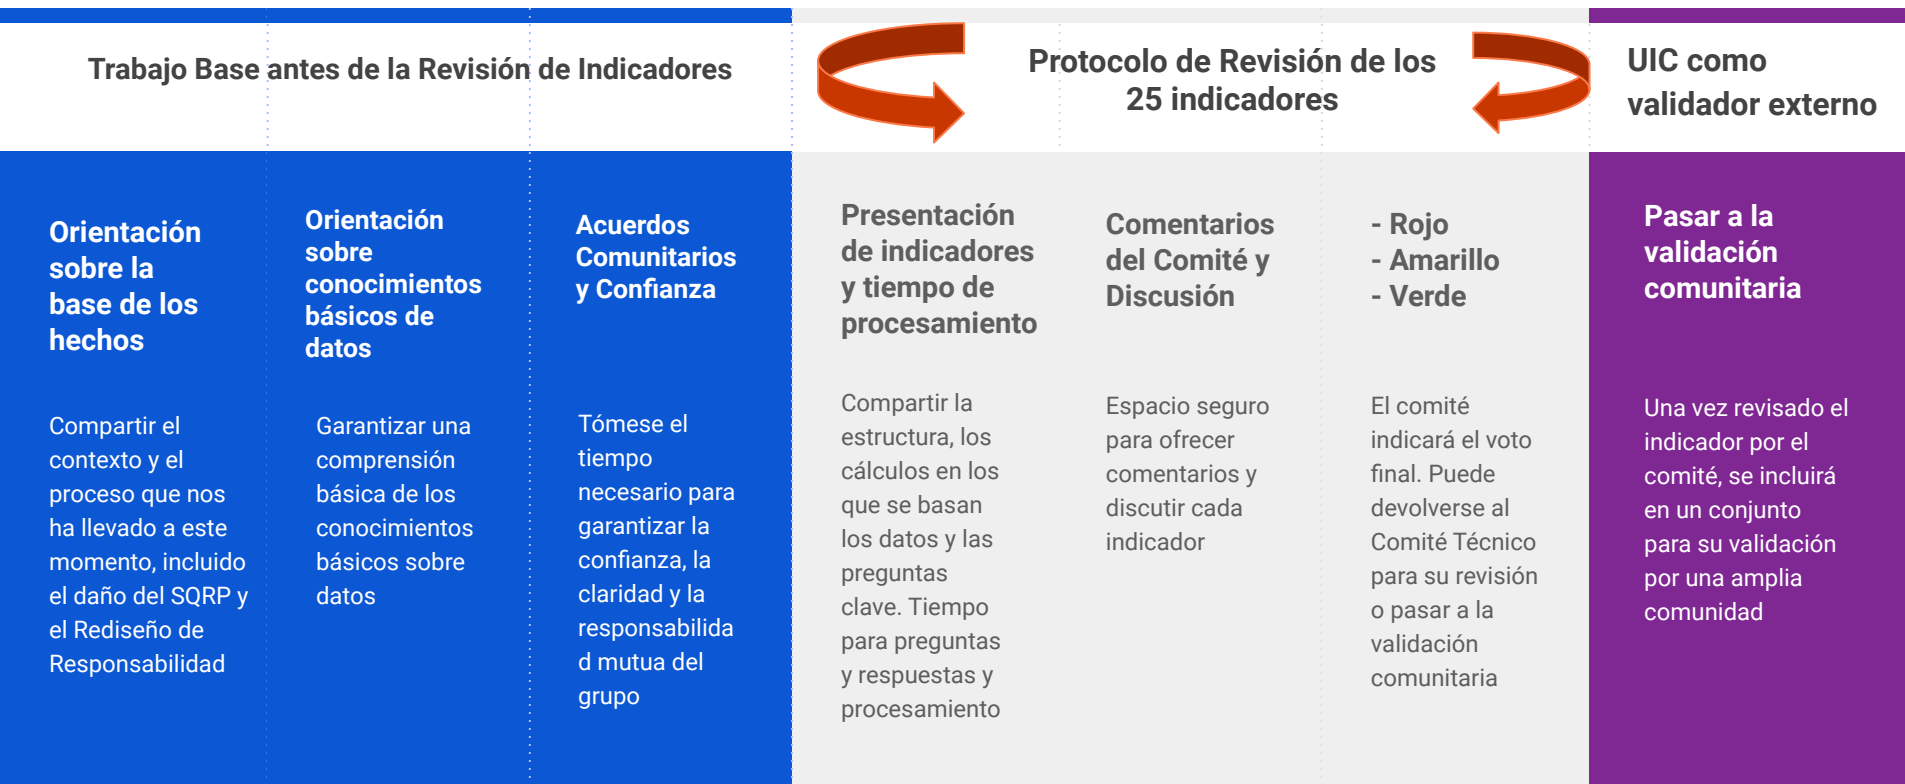 Trabajo Base antes de la Revisión de Indicadores
Protocolo de Revisión de los
25 indicadores
UIC como
validador externo
Orientación
sobre la
base de los
hechos
Compartir el
contexto y el
proceso que nos
ha llevado a este
momento, incluido
el daño del SQRP y
el Rediseño de
Responsabilidad
Orientación
sobre
conocimientos
básicos de
datos
Garantizar una
comprensión
básica de los
conocimientos
básicos sobre
datos
Acuerdos
Comunitarios
y Confianza
Tómese el
tiempo
necesario para
garantizar la
confianza, la
claridad y la
responsabilida
d mutua del
grupo
Presentación
de indicadores
y tiempo de
procesamiento
Compartir la
estructura, los
cálculos en los
que se basan
los datos y las
preguntas
clave. Tiempo
para preguntas
y respuestas y
procesamiento
Comentarios
del Comité y
Discusión
Espacio seguro
para ofrecer
comentarios y
discutir cada
indicador
- Rojo
- Amarillo
- Verde
El comité
indicará el voto
final. Puede
devolverse al
Comité Técnico
para su revisión
o pasar a la
validación
comunitaria
Pasar a la
validación
comunitaria
Una vez revisado el
indicador por el
comité, se incluirá
en un conjunto
para su validación
por una amplia
comunidad